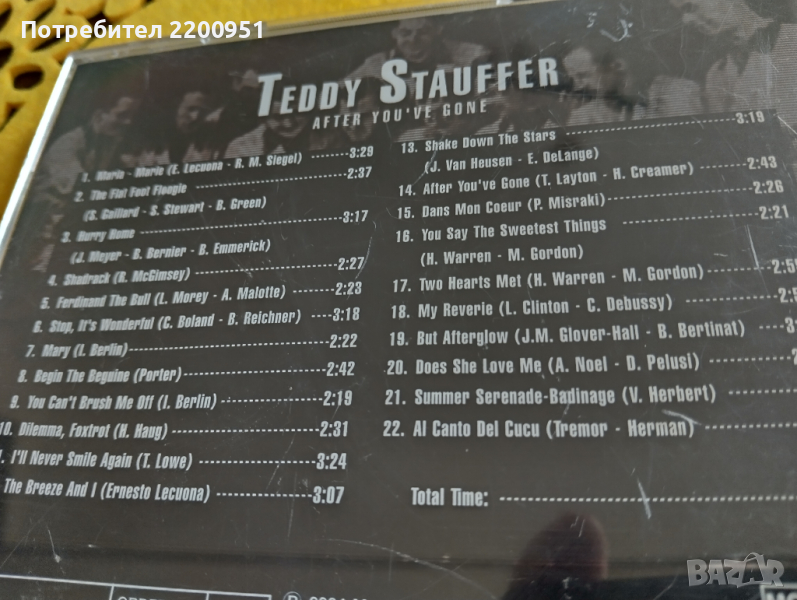 Потребител 2200951
TEDDY STAUFFER
AFTER YOU'VE GONE
1. Maria - Marie (E. Lecuona - R. M. Siegel) -------3:29
2. The Flat Foot Floogie -------2:37
(S. Gaillard - S. Stewart - B. Green)
3. Hurry Home -------3:17
(J. Meyer - B. Bernier - B. Emmerick)
4. Shadrack (R. McGimsey) -------2:27
5. Ferdinand The Bull (L. Morey - A. Malotte) -------2:23
6. Stop, It's Wonderful (C. Boland - B. Reichner) ----3:18
7. Mary (I. Berlin)-------2:22
8. Begin The Beguine (Porter)-------2:42
9. You Can't Brush Me Off (I. Berlin) -------2:19
10. Dilemma, Foxtrot (H. Haug) -------2:31
. I'll Never Smile Again (T. Lowe) -------3:24
The Breeze And I (Ernesto Lecuona) -------3:07
13. Shake Down The Stars -------3:19
(J. Van Heusen - E. DeLange)
14. After You've Gone (T. Layton - H. Creamer) -------2:43
15. Dans Mon Coeur (P. Misraki) -------2:26
16. You Say The Sweetest Things -------2:21
(H. Warren - M. Gordon)
17. Two Hearts Met (H. Warren - M. Gordon)-------
18. My Reverie (L. Clinton - C. Debussy) -------
19. But Afterglow (J.M. Glover-Hall - B. Bertinat) ----
20. Does She Love Me (A. Noel - D. Pelusi) -------
21. Summer Serenade-Badinage (V. Herbert) -------
22. Al Canto Del Cucu (Tremor - Herman)-------
Total Time: -------
BAZAR
.bg